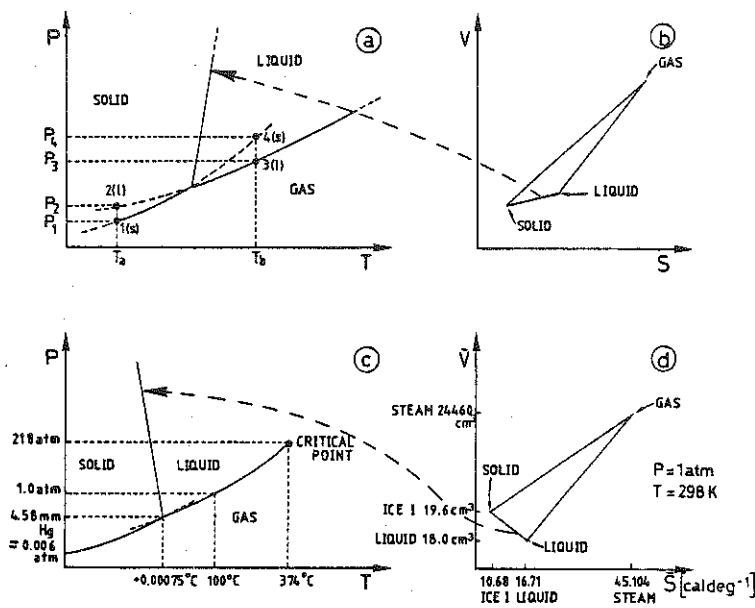 P
ⓐ
LIQUID
SOLID
P₄
P₃
P₂
P₁
4(s)
3(l)
2(l)
1(s)
GAS
Ta
Tb
T
V
ⓑ
GAS
LIQUID
SOLID
S
P
ⓒ
218 atm
CRITICAL
POINT
SOLID
LIQUID
1.0 atm
GAS
4.58 mm
Hg
= 0.006
atm
+0,00075°C
100°C
374°C
T
V̄
ⓓ
GAS
STEAM 24460
cm³
SOLID
P = 1 atm
T = 298 K
ICE I 19.6 cm³
LIQUID 18.0 cm³
LIQUID
10.68 16.71 45.104
S̄ [cal deg⁻¹]
ICE I LIQUID STEAM